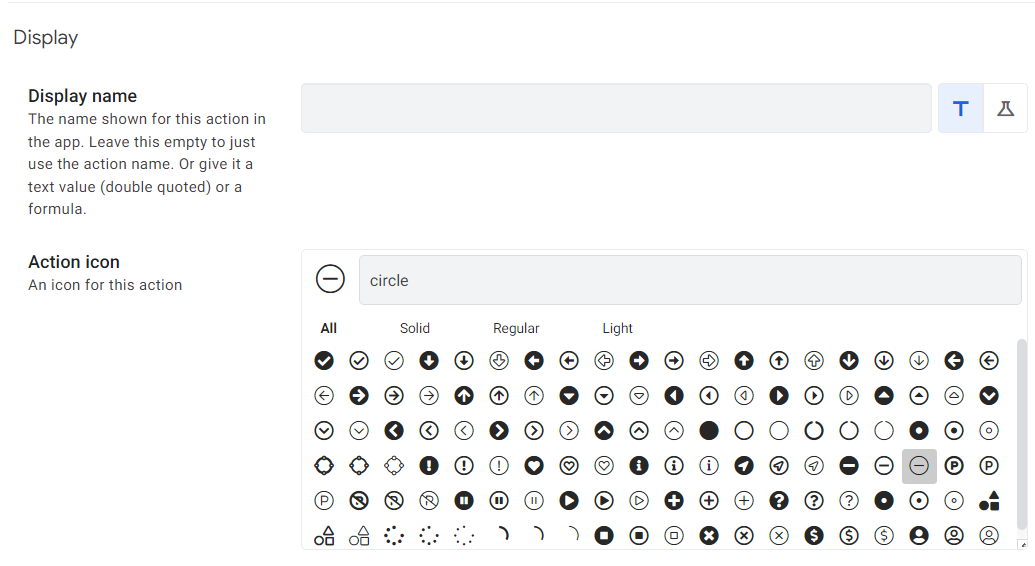 Display
Display name
The name shown for this action in
the app. Leave this empty to just
use the action name. Or give it a
text value (double quoted) or a
formula.
Action icon
An icon for this action
circle
All Solid Regular Light